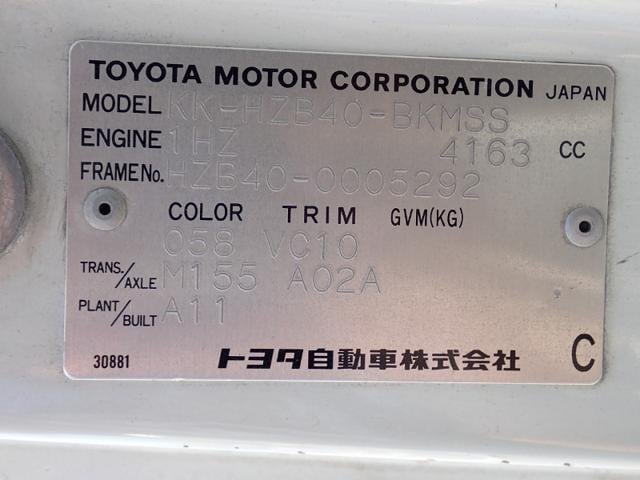 TOYOTA MOTOR CORPORATION JAPAN
MODEL KK-HZB40-BKMSS
ENGINE 1HZ 4163 CC
FRAME No. HZB40-0005292
COLOR TRIM GVM(KG)
058 VC10
TRANS./AXLE M155 A02A
PLANT/BUILT A11
30881 トヨタ自動車株式会社 C